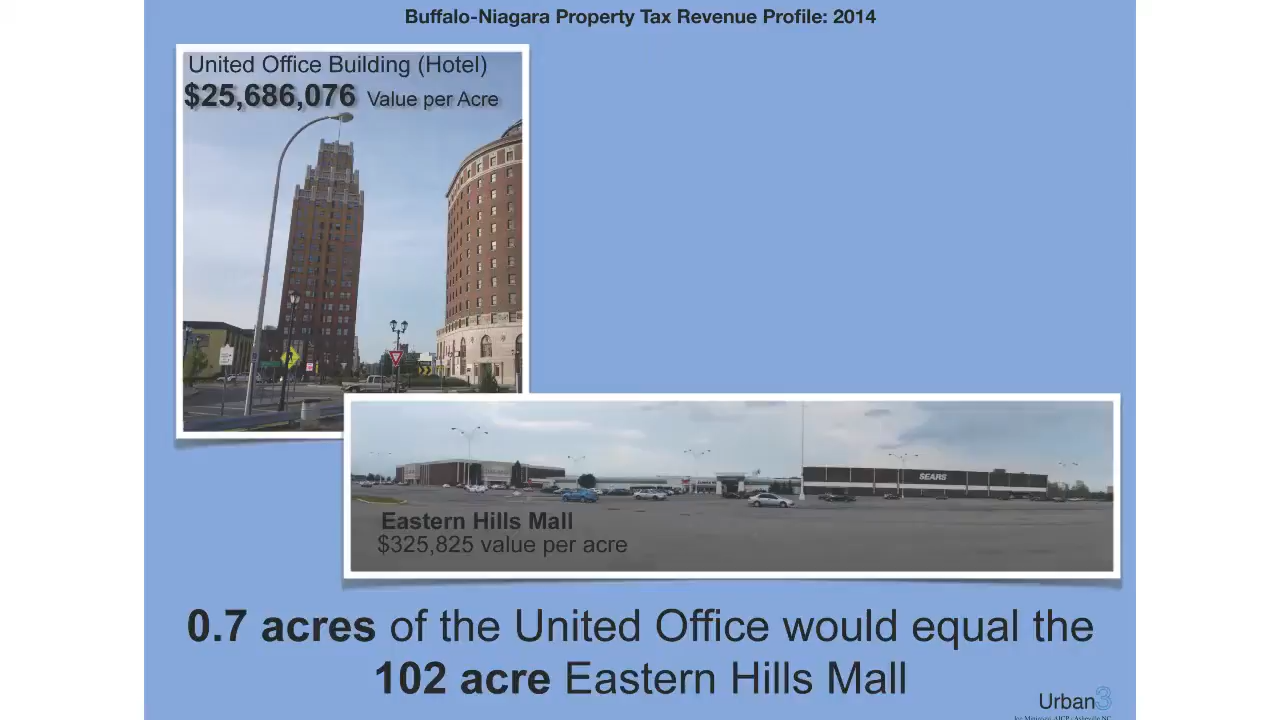 Buffalo-Niagara Property Tax Revenue Profile: 2014
United Office Building (Hotel)
$25,686,076 Value per Acre
SEARS
Eastern Hills Mall
$325,825 value per acre
0.7 acres of the United Office would equal the
102 acre Eastern Hills Mall
Urban3